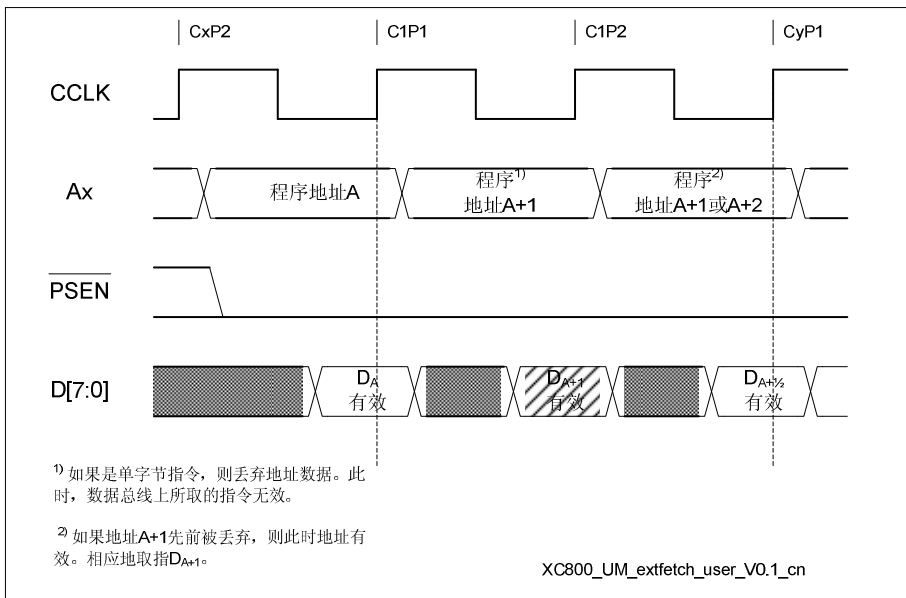 CxP2 C1P1 C1P2 CyP1
CCLK
Ax
程序地址A
程序1)
地址A+1
程序2)
地址A+1或A+2
PSEN
D[7:0]
DA
有效
DA+1
有效
DA+½
有效
1) 如果是单字节指令，则丢弃地址数据。此
时，数据总线上所取的指令无效。
2) 如果地址A+1先前被丢弃，则此时地址有
效。相应地取指DA+1。
XC800_UM_extfetch_user_V0.1_cn